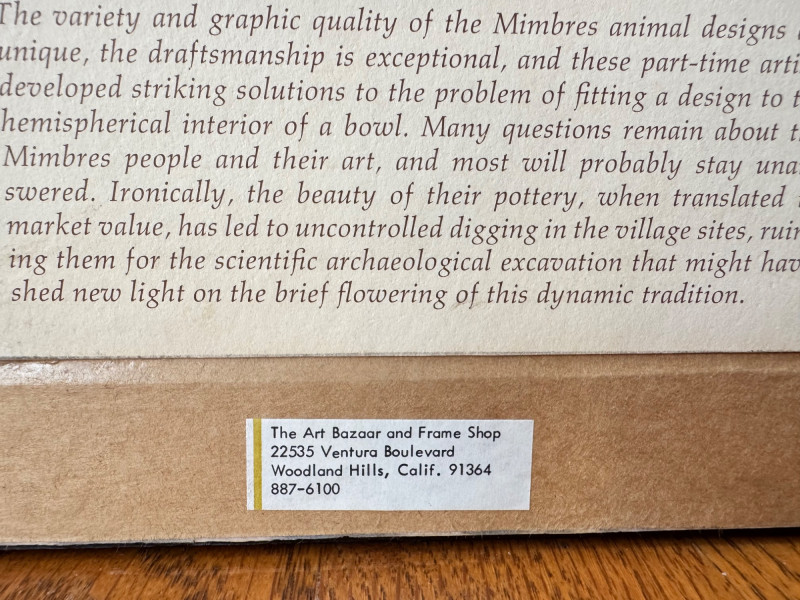 The variety and graphic quality of the Mimbres animal designs
unique, the draftsmanship is exceptional, and these part-time arti
developed striking solutions to the problem of fitting a design to t
hemispherical interior of a bowl. Many questions remain about t
Mimbres people and their art, and most will probably stay unan
swered. Ironically, the beauty of their pottery, when translated i
market value, has led to uncontrolled digging in the village sites, ruin
ing them for the scientific archaeological excavation that might hav
shed new light on the brief flowering of this dynamic tradition.
The Art Bazaar and Frame Shop
22535 Ventura Boulevard
Woodland Hills, Calif. 91364
887-6100